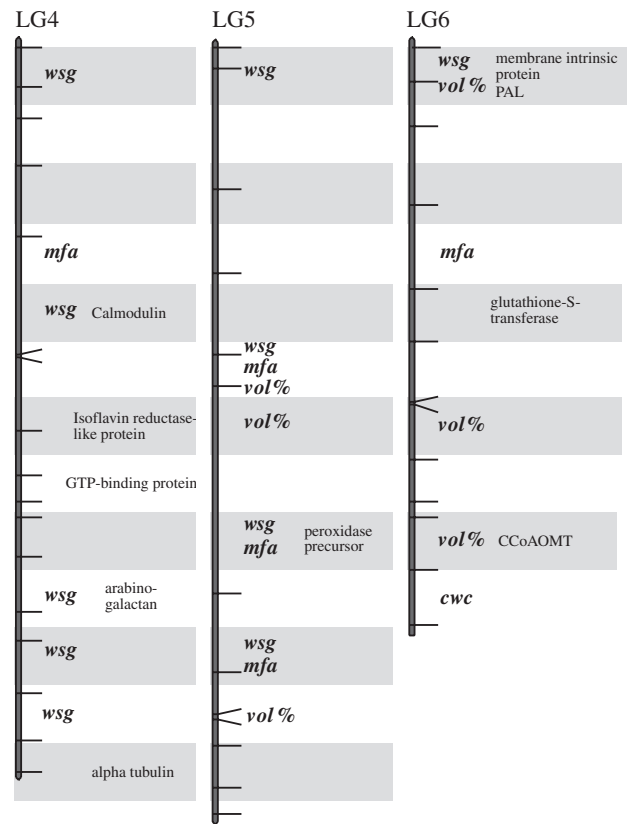 LG4
wsg
mfa
wsg Calmodulin
Isoflavin reductase-
like protein
GTP-binding protein
wsg arabino-
galactan
wsg
wsg
alpha tubulin
LG5
wsg
wsg
mfa
vol%
vol%
wsg peroxidase
mfa precursor
wsg
mfa
vol%
LG6
wsg membrane intrinsic
protein
vol% PAL
mfa
glutathione-S-
transferase
vol%
vol% CCoAOMT
cwc